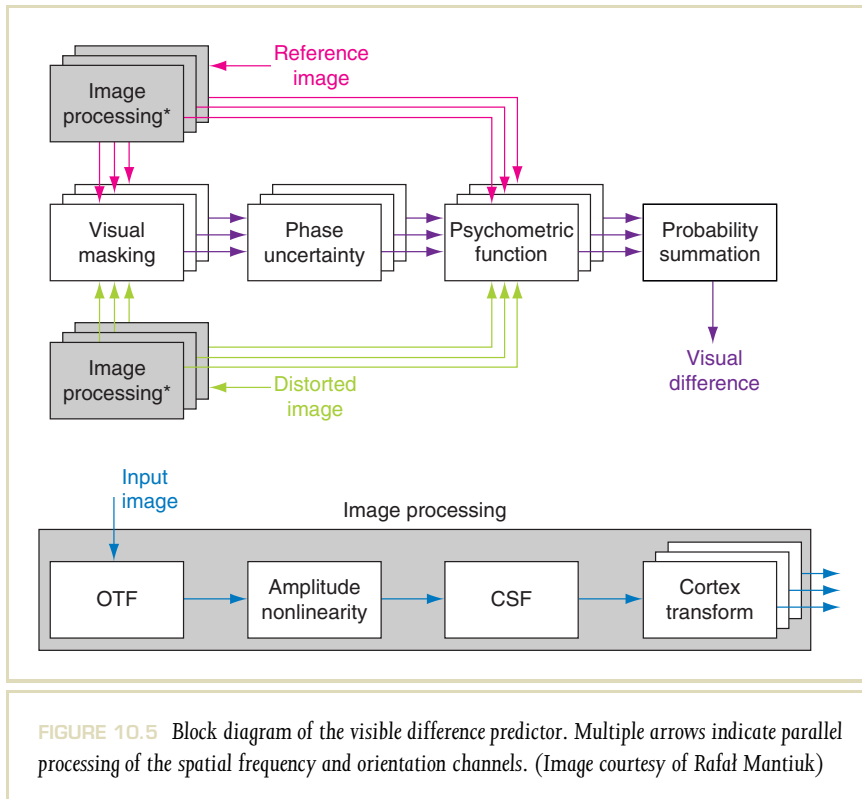 Reference
image
Image
processing*
Visual
masking
Phase
uncertainty
Psychometric
function
Probability
summation
Image
processing*
Distorted
image
Visual
difference
Input
image
Image processing
OTF
Amplitude
nonlinearity
CSF
Cortex
transform
FIGURE 10.5 Block diagram of the visible difference predictor. Multiple arrows indicate parallel
processing of the spatial frequency and orientation channels. (Image courtesy of Rafał Mantiuk)